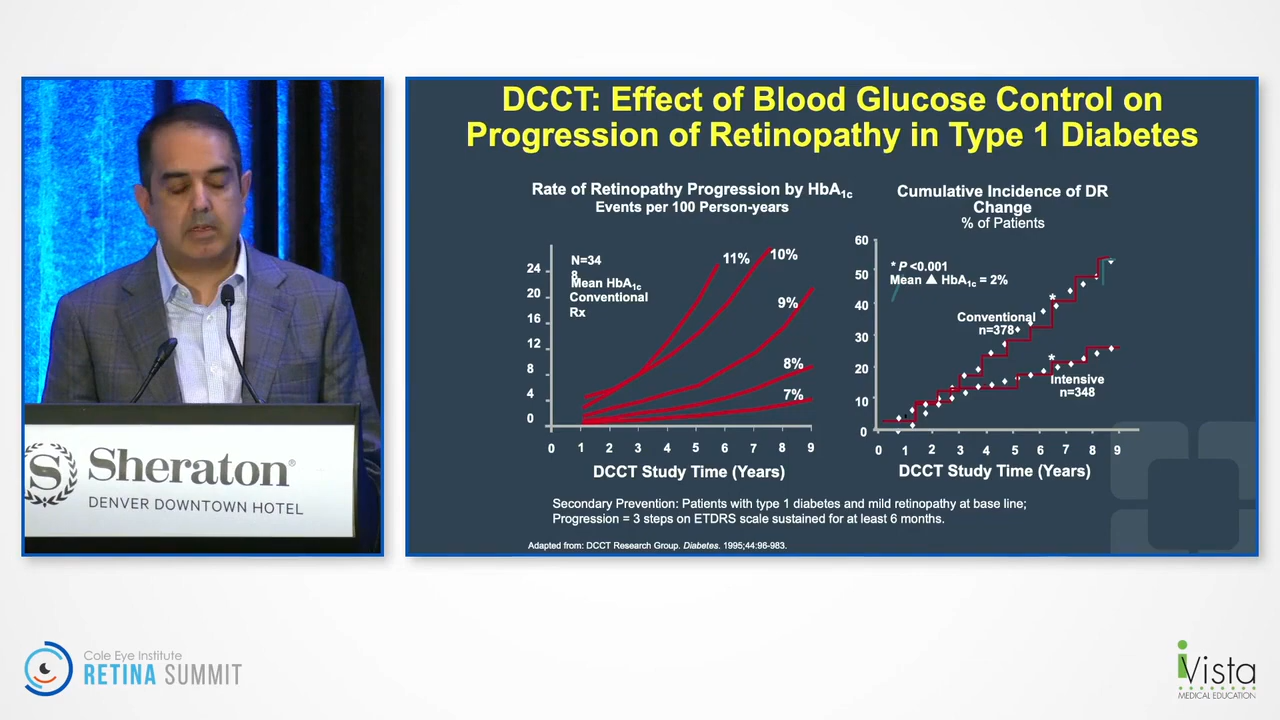 DCCT: Effect of Blood Glucose Control on
Progression of Retinopathy in Type 1 Diabetes
Rate of Retinopathy Progression by HbA1c
Events per 100 Person-years
24
20
16
12
8
4
0
N=34
8
Mean HbA1c
Conventional
Rx
11%
10%
9%
8%
7%
0 1 2 3 4 5 6 7 8 9
DCCT Study Time (Years)
Cumulative Incidence of DR
Change
% of Patients
60
50
40
30
20
10
0
* P <0.001
Mean ▲ HbA1c = 2%
Conventional
n=378
*
*
Intensive
n=348
0 1 2 3 4 5 6 7 8 9
DCCT Study Time (Years)
Secondary Prevention: Patients with type 1 diabetes and mild retinopathy at base line;
Progression = 3 steps on ETDRS scale sustained for at least 6 months.
Adapted from: DCCT Research Group. Diabetes. 1995;44:96-983.
S
Sheraton®
DENVER DOWNTOWN HOTEL
Cole Eye Institute
RETINA SUMMIT
iVista
MEDICAL EDUCATION